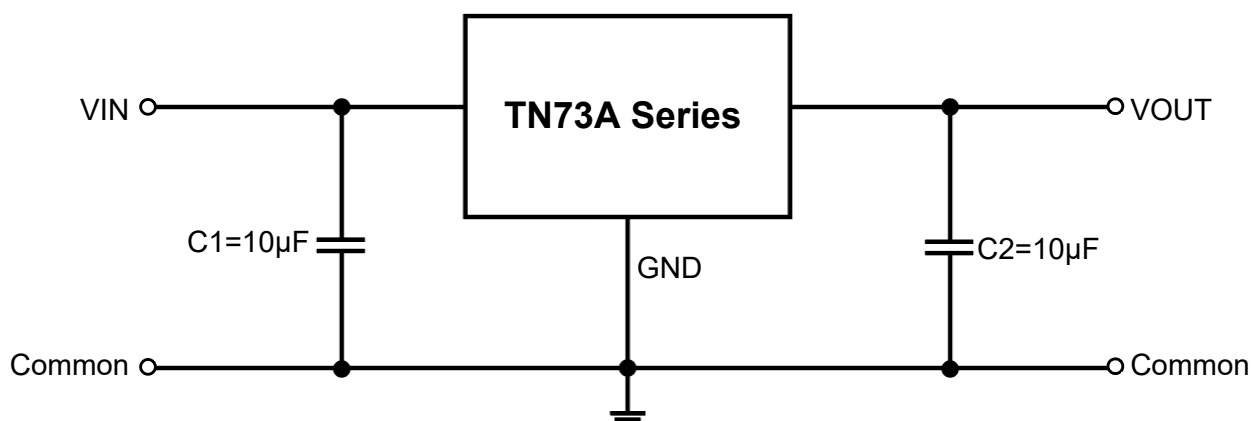 TN73A Series
VIN
VOUT
C1=10µF
GND
C2=10µF
Common
Common